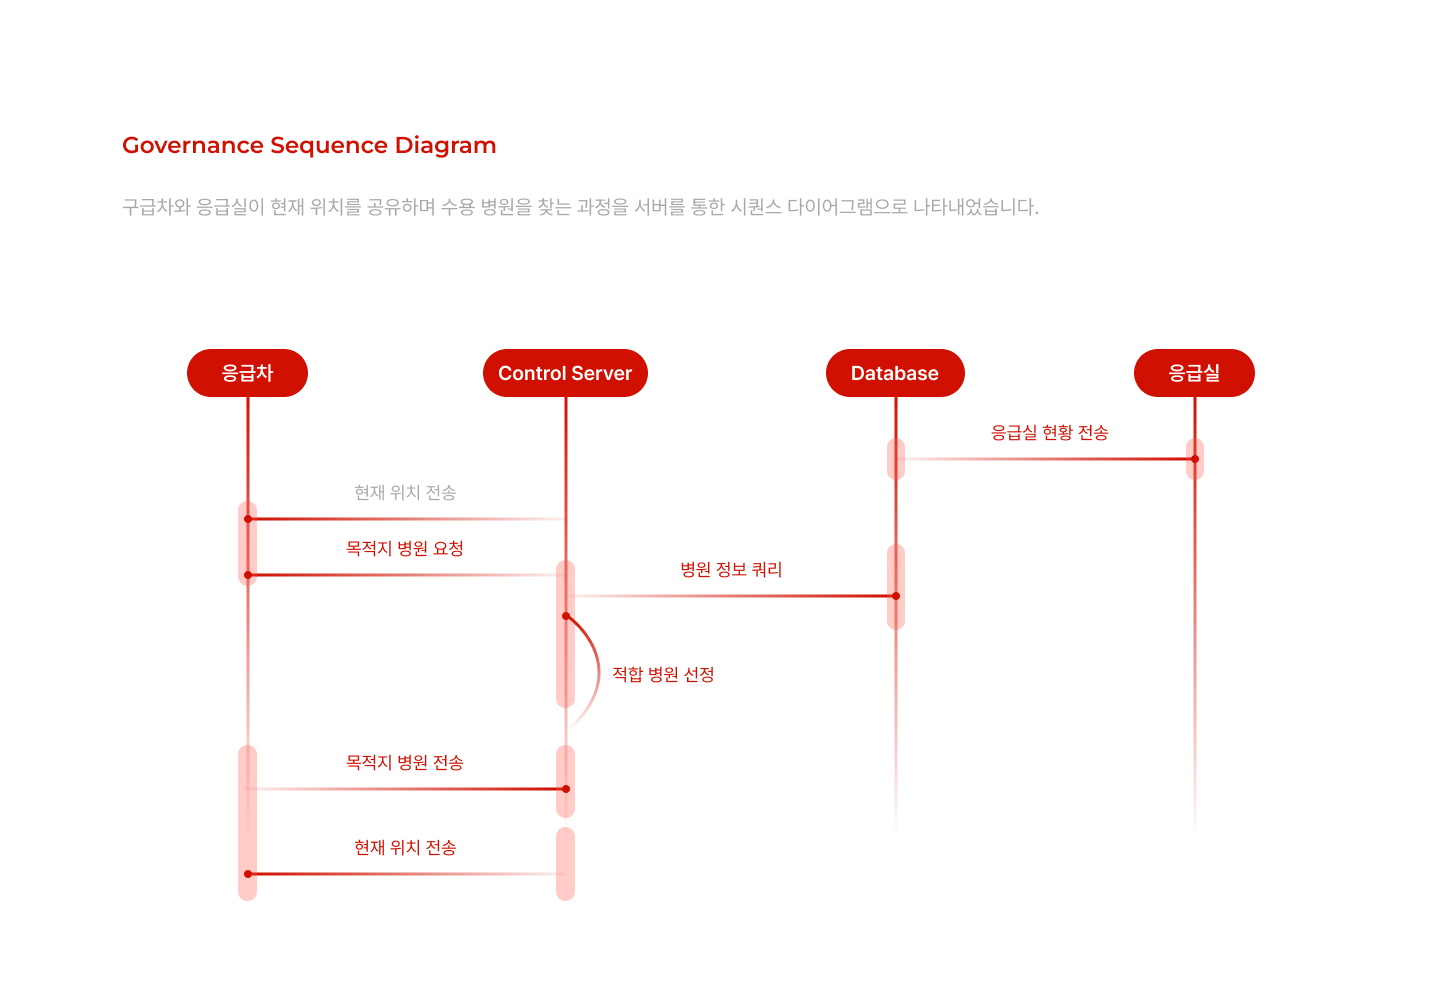 Governance Sequence Diagram
구급차와 응급실이 현재 위치를 공유하며 수용 병원을 찾는 과정을 서버를 통한 시퀀스 다이어그램으로 나타내었습니다.
응급차
Control Server
Database
응급실
응급실 현황 전송
현재 위치 전송
목적지 병원 요청
병원 정보 쿼리
적합 병원 선정
목적지 병원 전송
현재 위치 전송